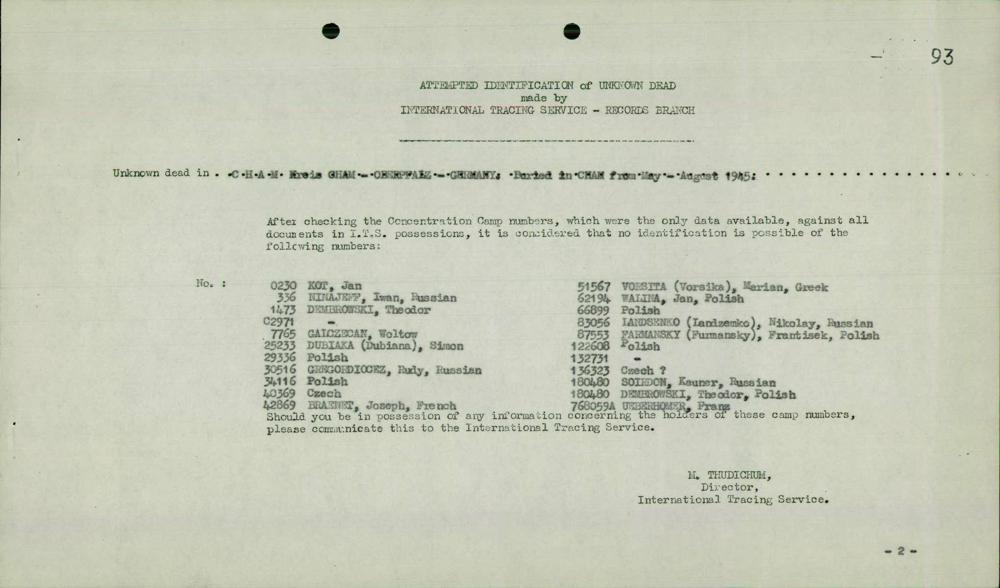 93
ATTEMPTED IDENTIFICATION of UNKNOWN DEAD
made by
INTERNATIONAL TRACING SERVICE - RECORDS BRANCH
Unknown dead in . C.H.A.M. Kreis CHAM - OBERPFALZ - GERMANY. Buried in CHAM from May - August 1945:
After checking the Concentration Camp numbers, which were the only data available, against all
documents in I.T.S. possessions, it is considered that no identification is possible of the
following numbers:
No. :
0230 KOT, Jan
336 NINAJEFF, Iwan, Russian
1473 DEMBROWSKI, Theodor
C2971 -
7765 GAICZECAN, Woltow
25233 DUBIAKA (Dubiana), Simon
29336 Polish
30516 GREGORDIOGEZ, Rudy, Russian
34116 Polish
40369 Czech
42869 BRAENET, Joseph, French
51567 VORSITA (Vorsika), Marian, Greek
62194 WALINA, Jan, Polish
66899 Polish
83056 LANDSENKO (Landzemko), Nikolay, Russian
87553 FARMANSKY (Furmansky), Frantisek, Polish
122608 Polish
132731 -
136323 Czech ?
180480 Kauner, Russian
180480 DEMBROWSKI, Theodor, Polish
768059A UEBERHOMER, Franz
Should you be in possession of any information concerning the holders of these camp numbers,
please communicate this to the International Tracing Service.
M. THUDICHUM,
Director,
International Tracing Service.
- 2 -